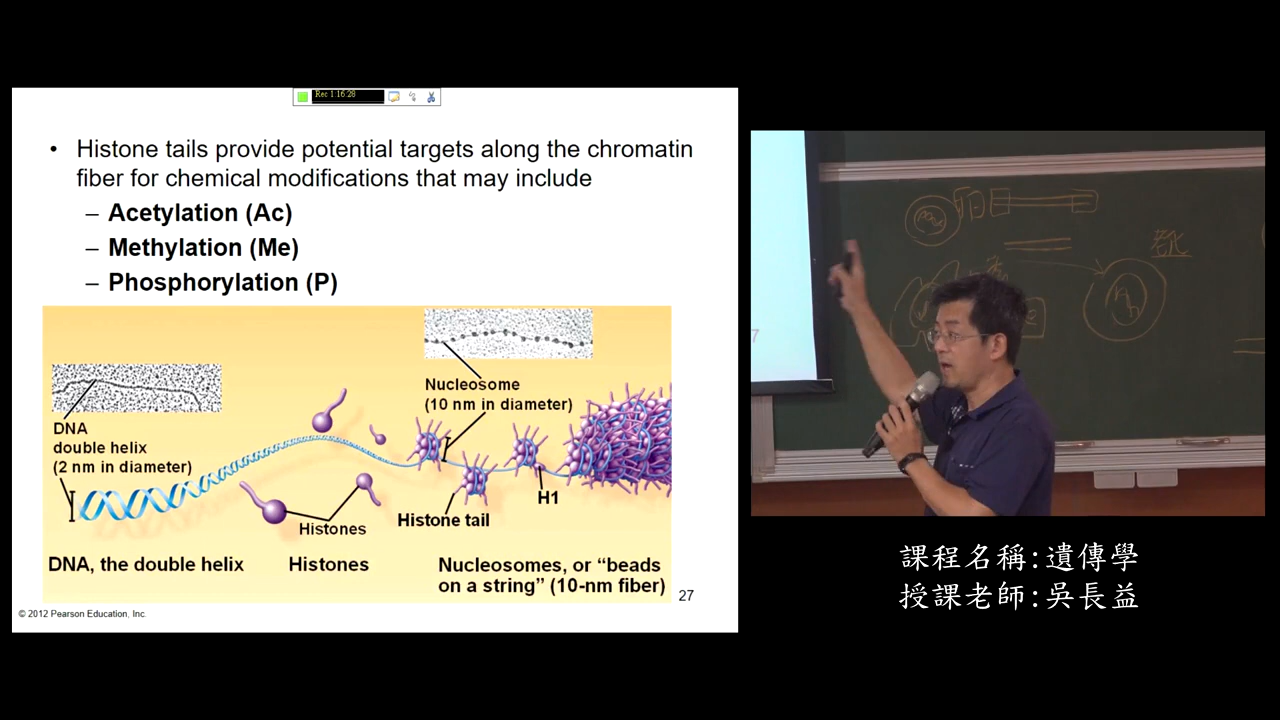 Rec 1:16:28
• Histone tails provide potential targets along the chromatin
fiber for chemical modifications that may include
– Acetylation (Ac)
– Methylation (Me)
– Phosphorylation (P)
Nucleosome
(10 nm in diameter)
DNA
double helix
(2 nm in diameter)
H1
Histones
Histone tail
DNA, the double helix
Histones
Nucleosomes, or “beads
on a string” (10-nm fiber)
27
© 2012 Pearson Education, Inc.
老化
課程名稱:遺傳學
授課老師:吳長益